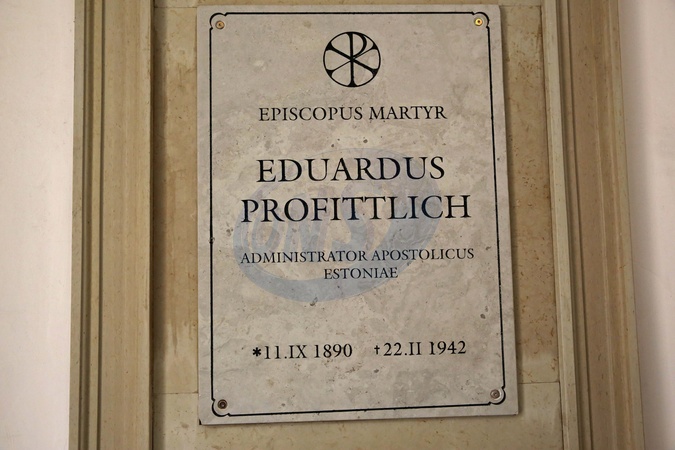 EPISCOPUS MARTYR
EDUARDUS
PROFITTLICH
ADMINISTRATOR APOSTOLICUS
ESTONIAE
*11.IX 1890 †22.II 1942